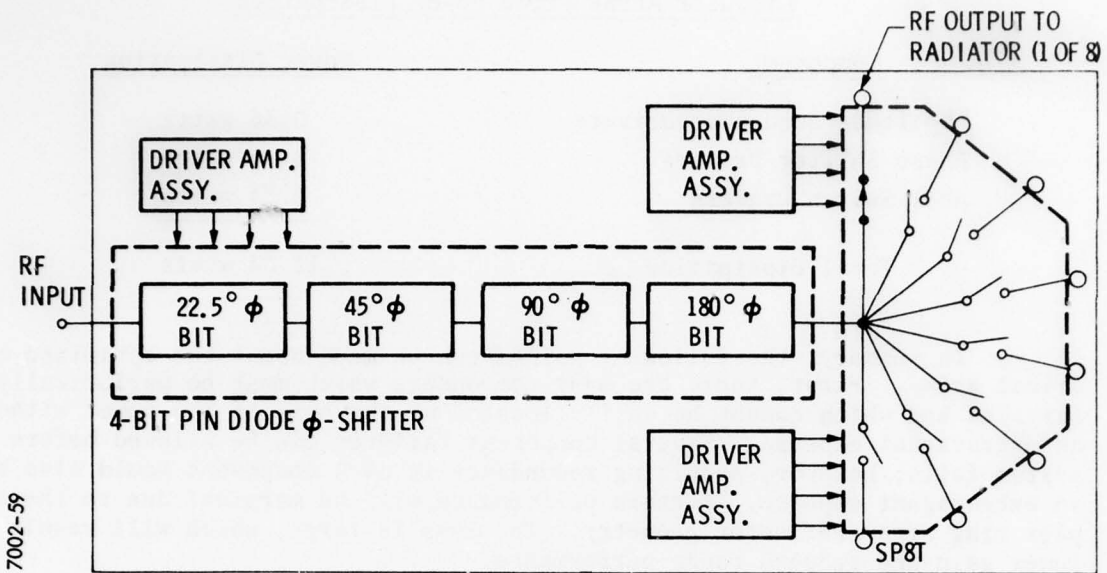 RF OUTPUT TO
RADIATOR (1 OF 8)
DRIVER AMP.
ASSY.
DRIVER
AMP.
ASSY.
RF
INPUT
22.5° ϕ
BIT
45° ϕ
BIT
90° ϕ
BIT
180° ϕ
BIT
4-BIT PIN DIODE ϕ-SHFITER
DRIVER
AMP.
ASSY.
SP8T
7002-59